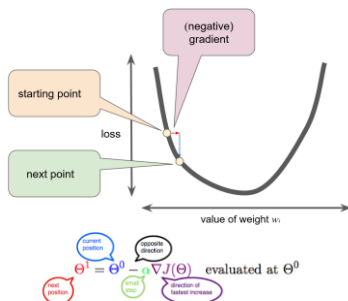 (negative)
gradient
starting point
loss
next point
value of weight wᵢ
current
position
opposite
direction
Θ¹ = Θ⁰ − α∇J(Θ) evaluated at Θ⁰
next
position
small
step
direction of
fastest increase